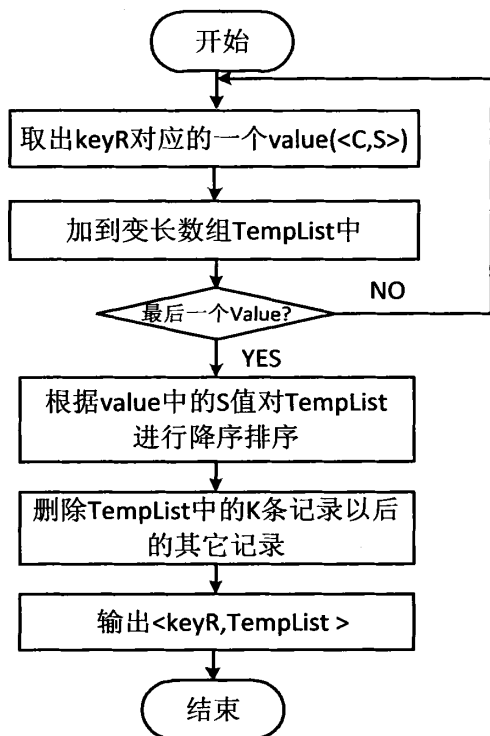 开始
取出keyR对应的一个value(<C,S>)
加到变长数组TempList中
最后一个Value?
NO
YES
根据value中的S值对TempList
进行降序排序
删除TempList中的K条记录以后
的其它记录
输出<keyR,TempList >
结束